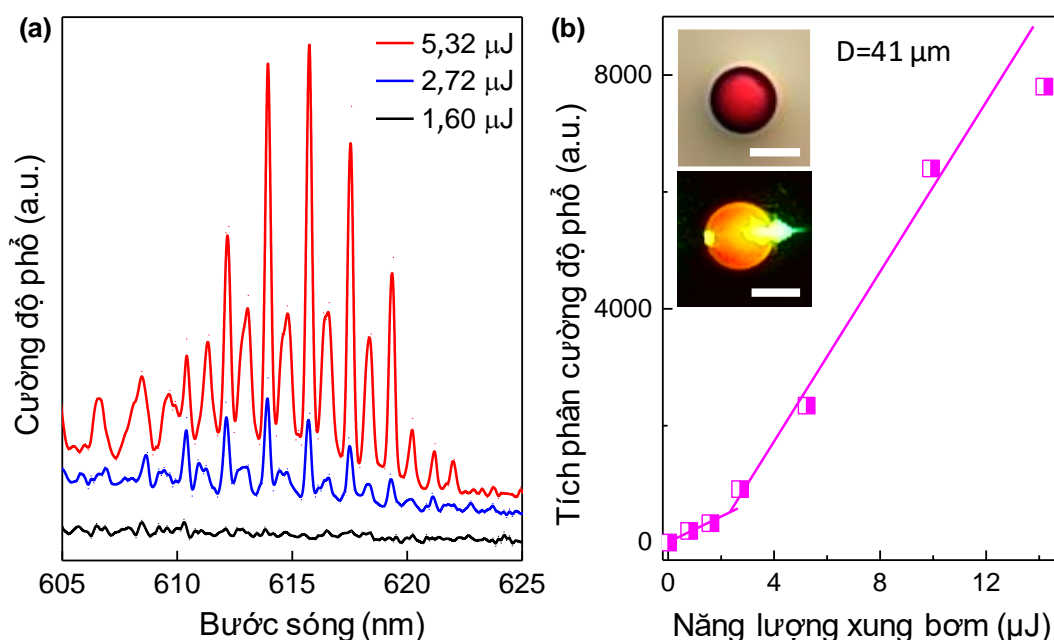 (a)
5,32 μJ
2,72 μJ
1,60 μJ
Cường độ phổ (a.u.)
605 610 615 620 625
Bước sóng (nm)
(b)
D=41 μm
8000
4000
0
Tích phân cường độ phổ (a.u.)
0 4 8 12
Năng lượng xung bơm (μJ)